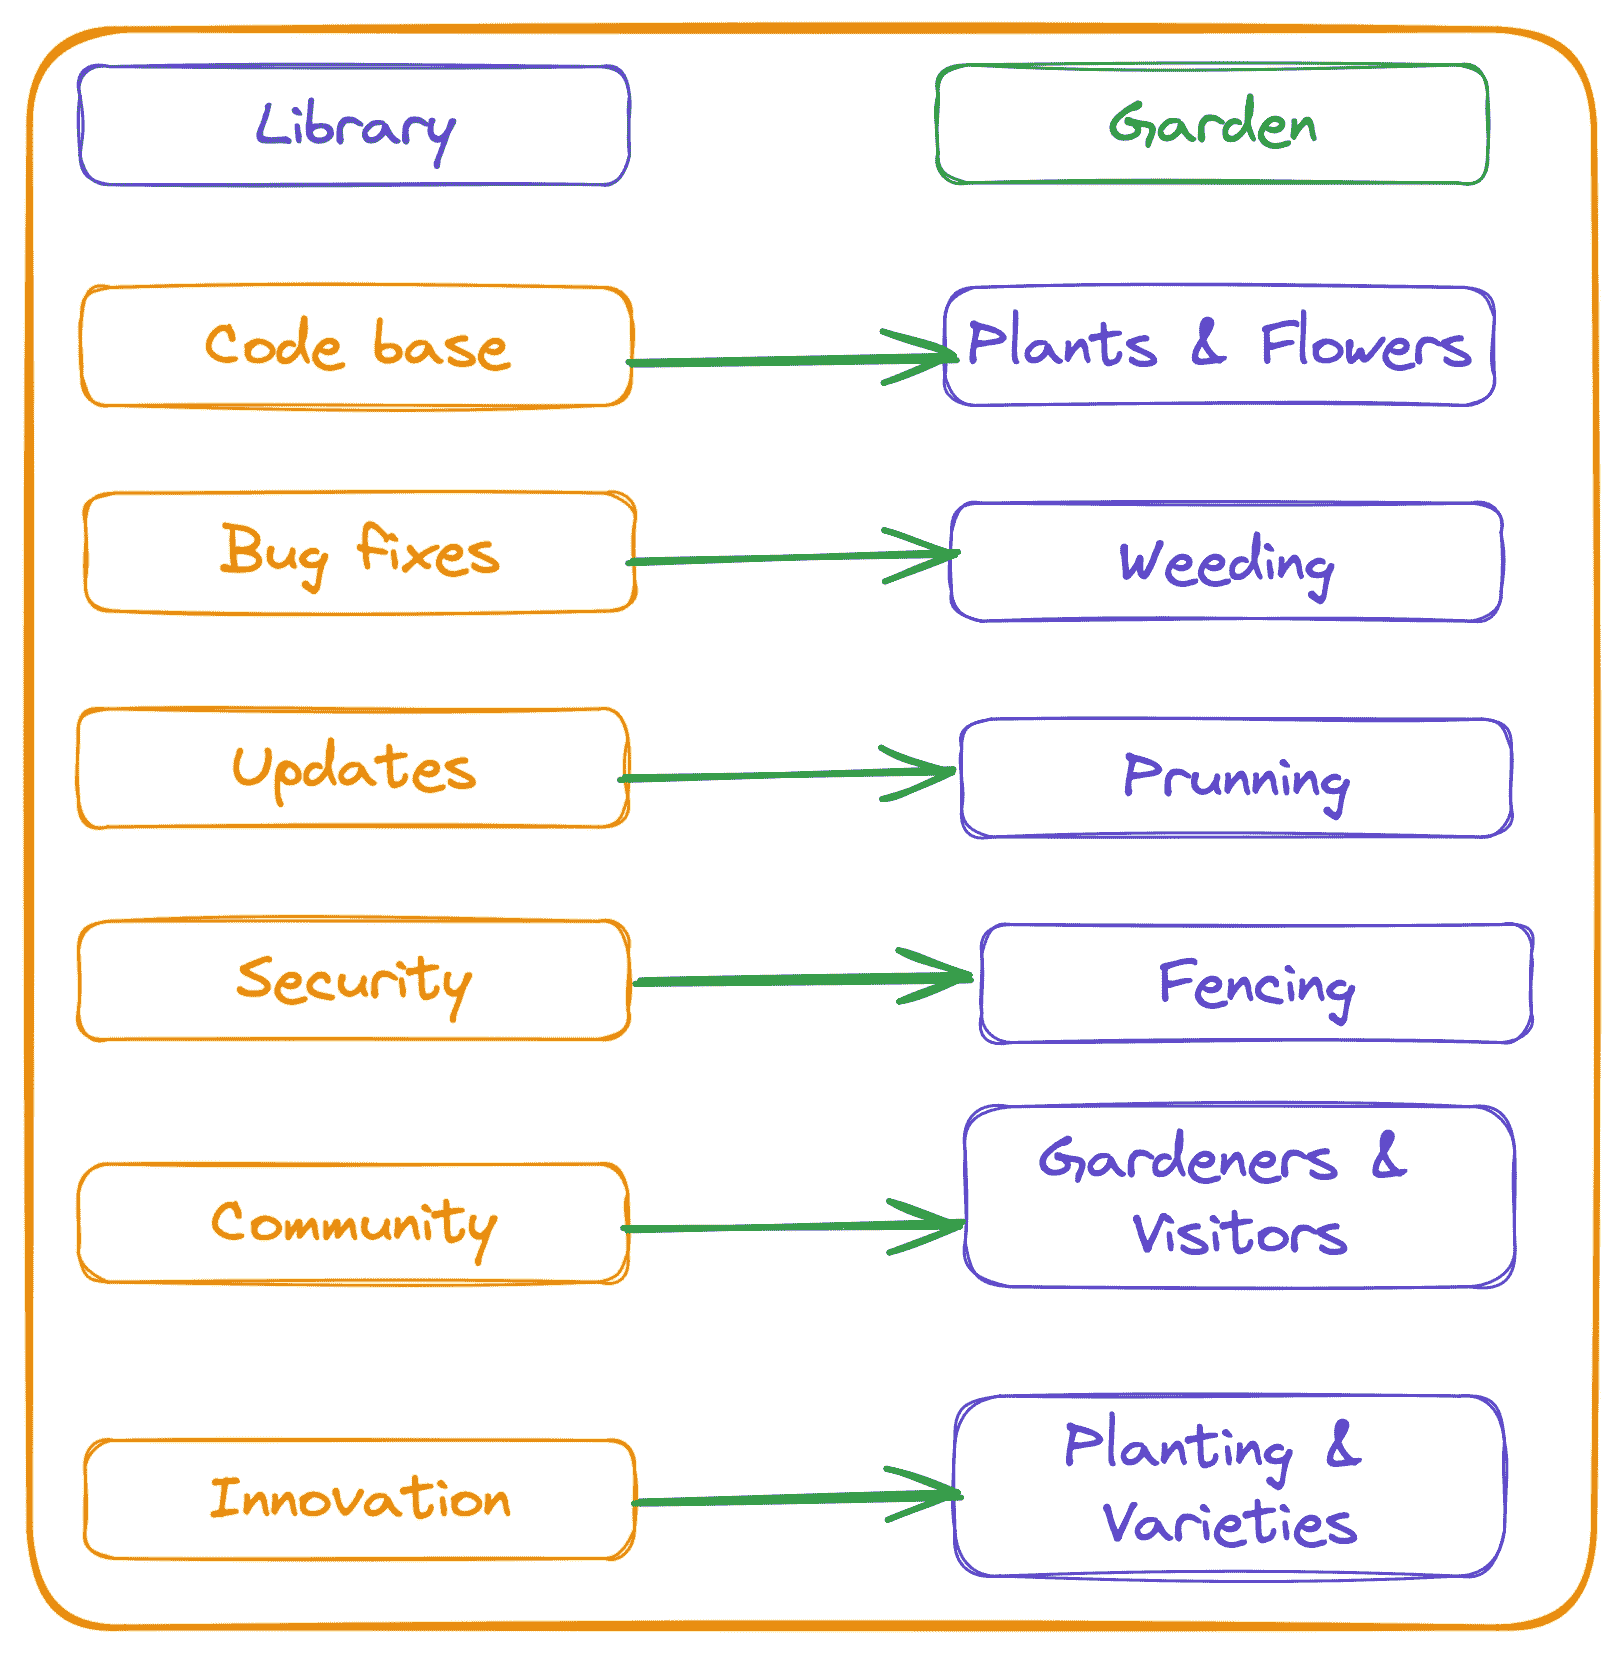 Library
Garden
Code base
Plants & Flowers
Bug fixes
Weeding
Updates
Prunning
Security
Fencing
Community
Gardeners &
Visitors
Innovation
Planting &
Varieties